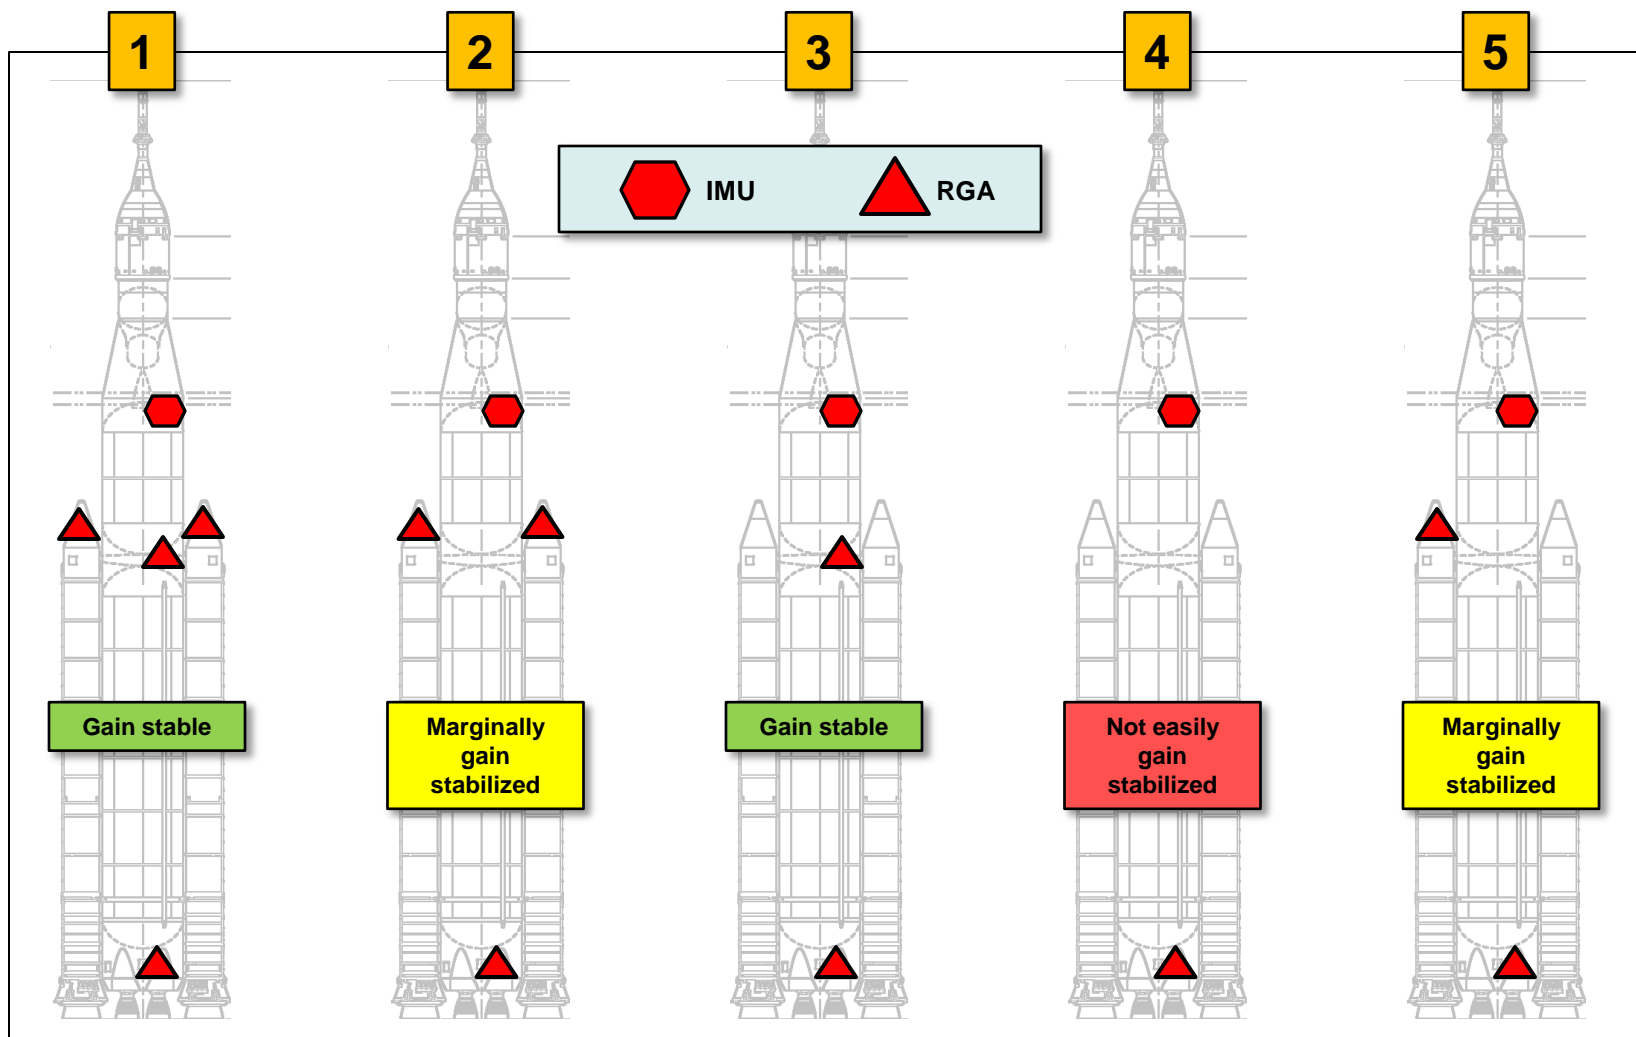 1
2
3
4
5
IMU
RGA
Gain stable
Marginally
gain
stabilized
Gain stable
Not easily
gain
stabilized
Marginally
gain
stabilized